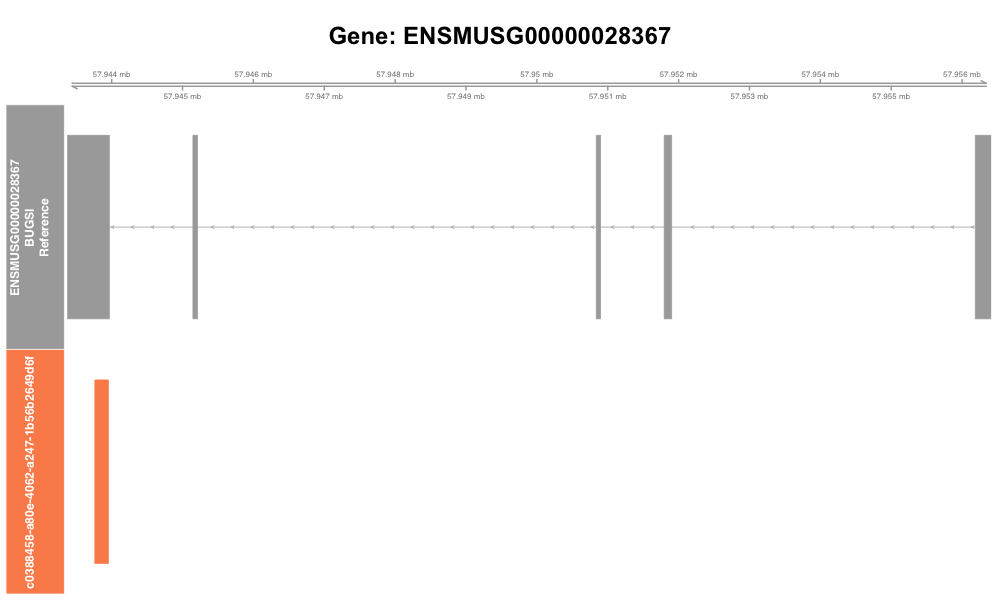 Gene: ENSMUSG00000028367
57.944 mb 57.946 mb 57.948 mb 57.95 mb 57.952 mb 57.954 mb 57.956 mb
57.945 mb 57.947 mb 57.949 mb 57.951 mb 57.953 mb 57.955 mb
ENSMUSG00000028367
BUGSI
Reference
c0388458-a80e-4062-a247-1b56b2649d6f